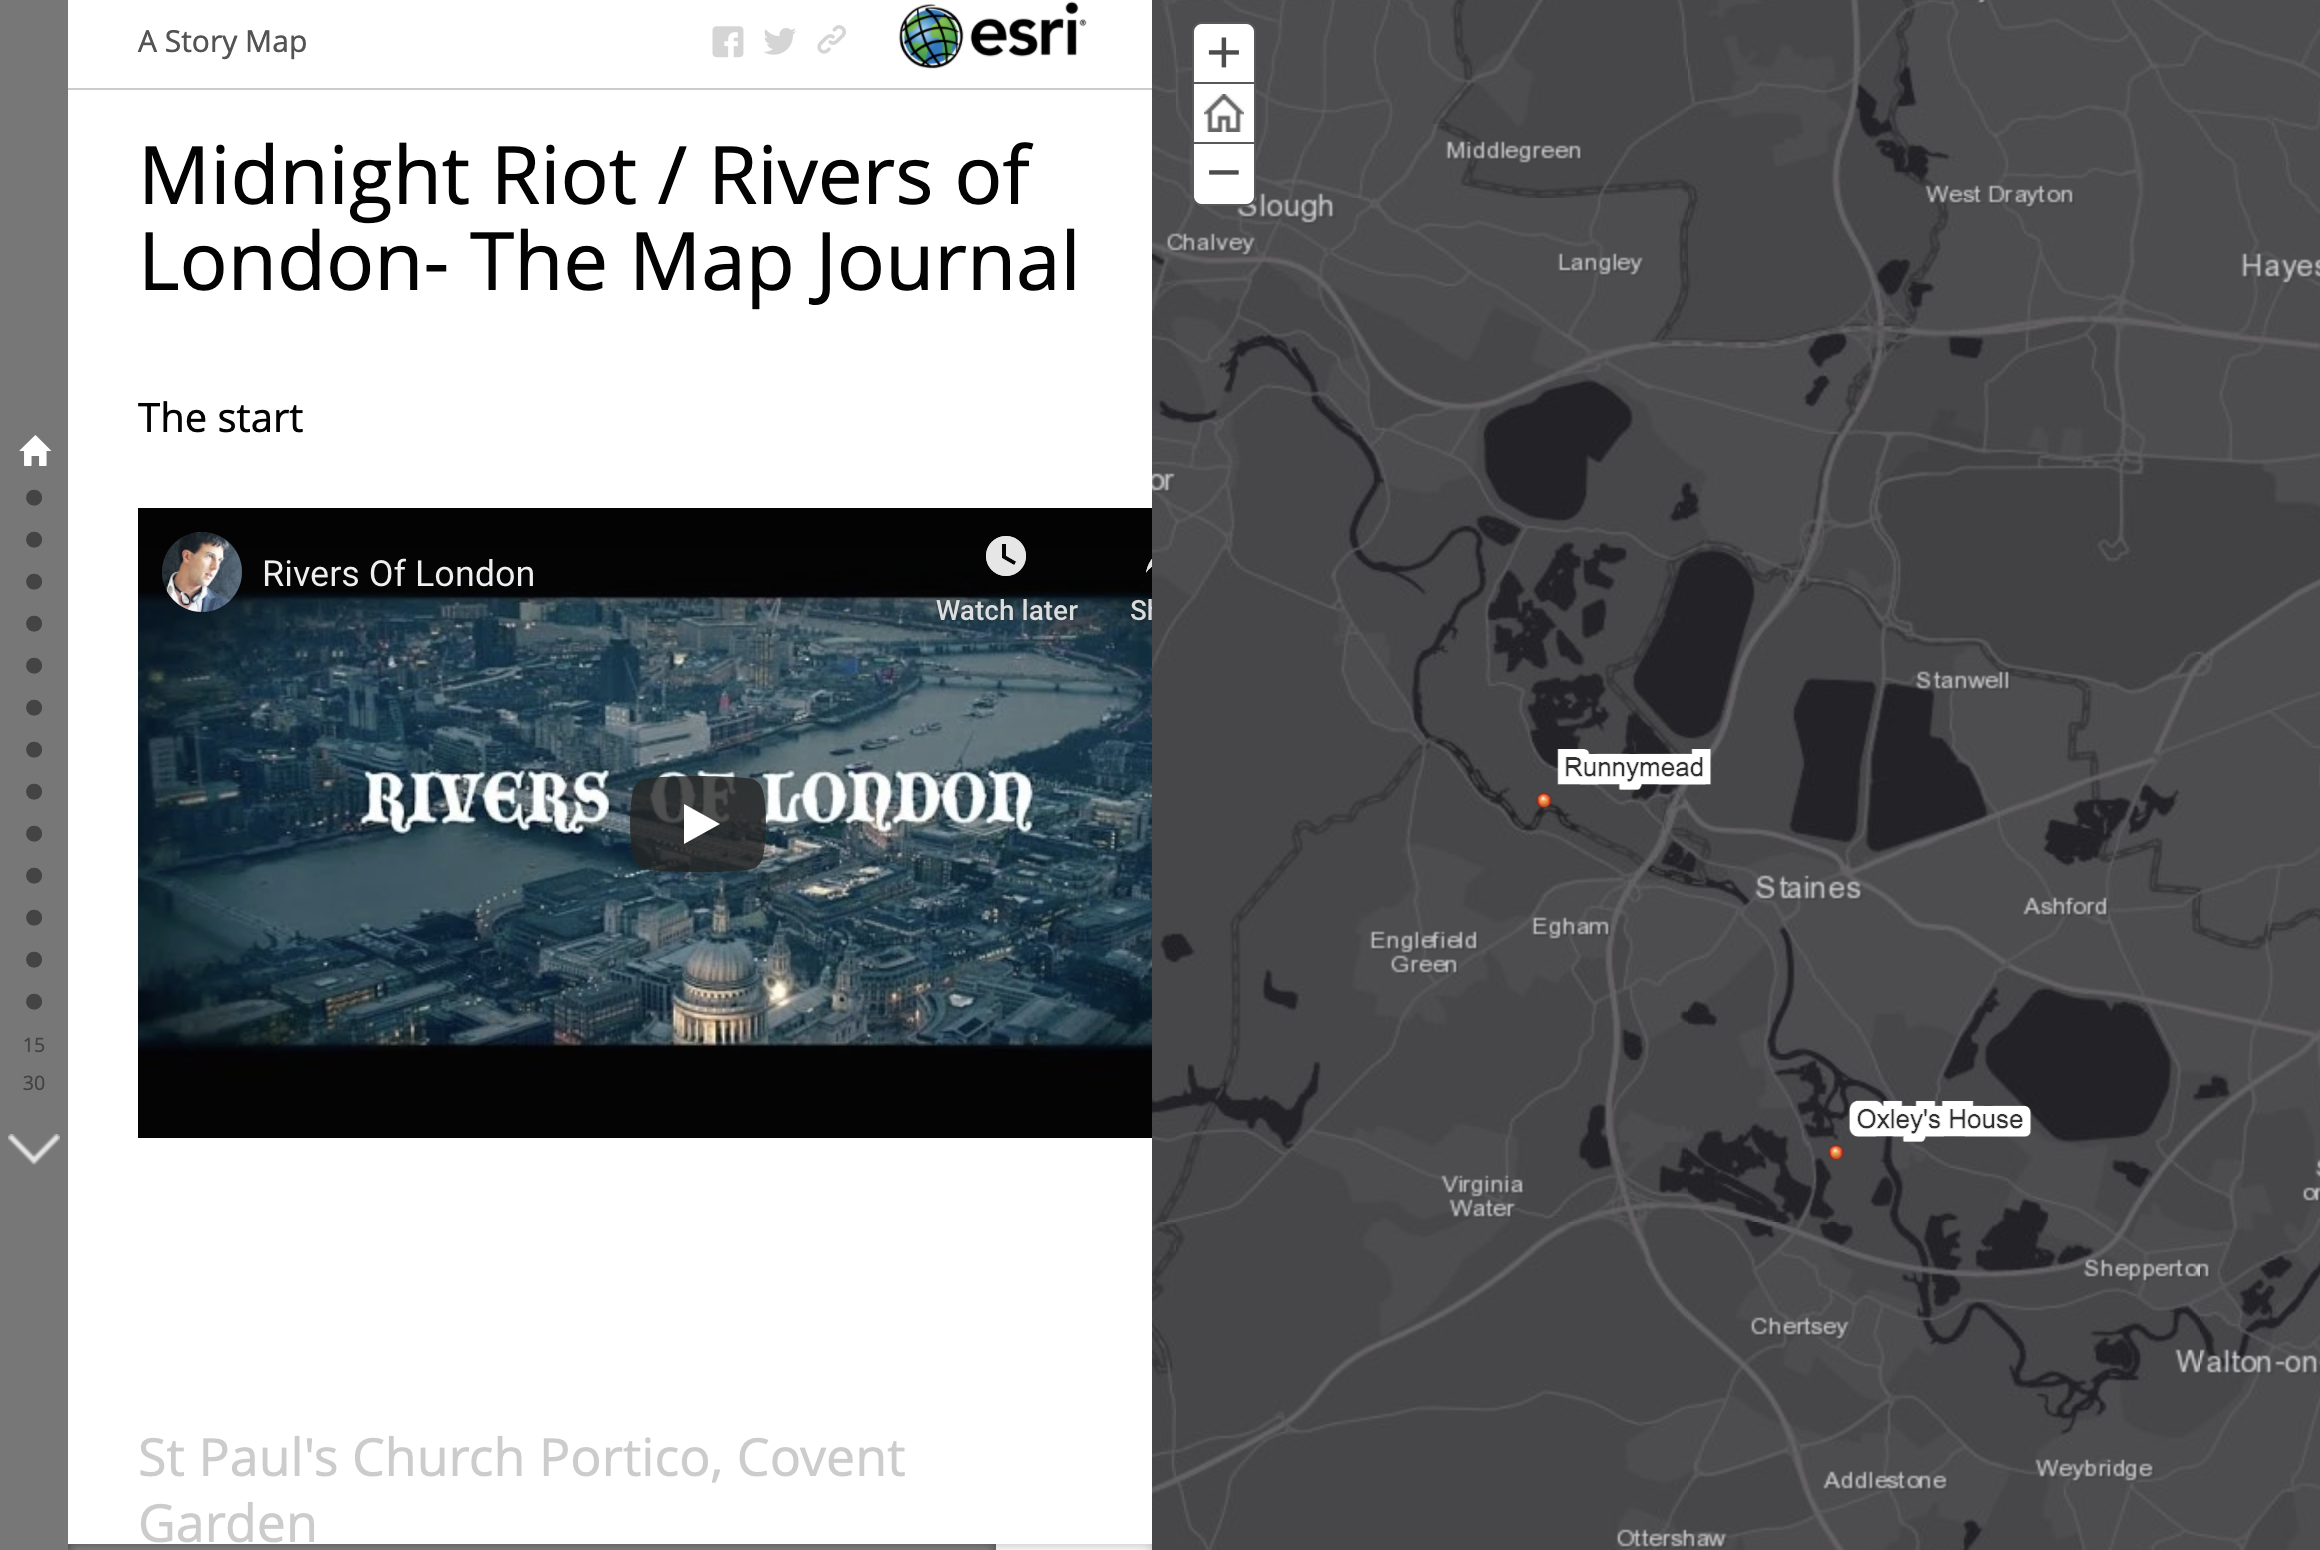 A Story Map
esri
Midnight Riot / Rivers of
London- The Map Journal
The start
Rivers Of London
Watch later
RIVERS OF LONDON
15
30
St Paul's Church Portico, Covent
Garden
Middlegreen
West Drayton
Slough
Chalvey
Langley
Hayes
or
Stanwell
Runnymead
Staines
Ashford
Egham
Englefield
Green
Oxley's House
Virginia
Water
Shepperton
Chertsey
Walton-on
Weybridge
Addlestone
Ottershaw